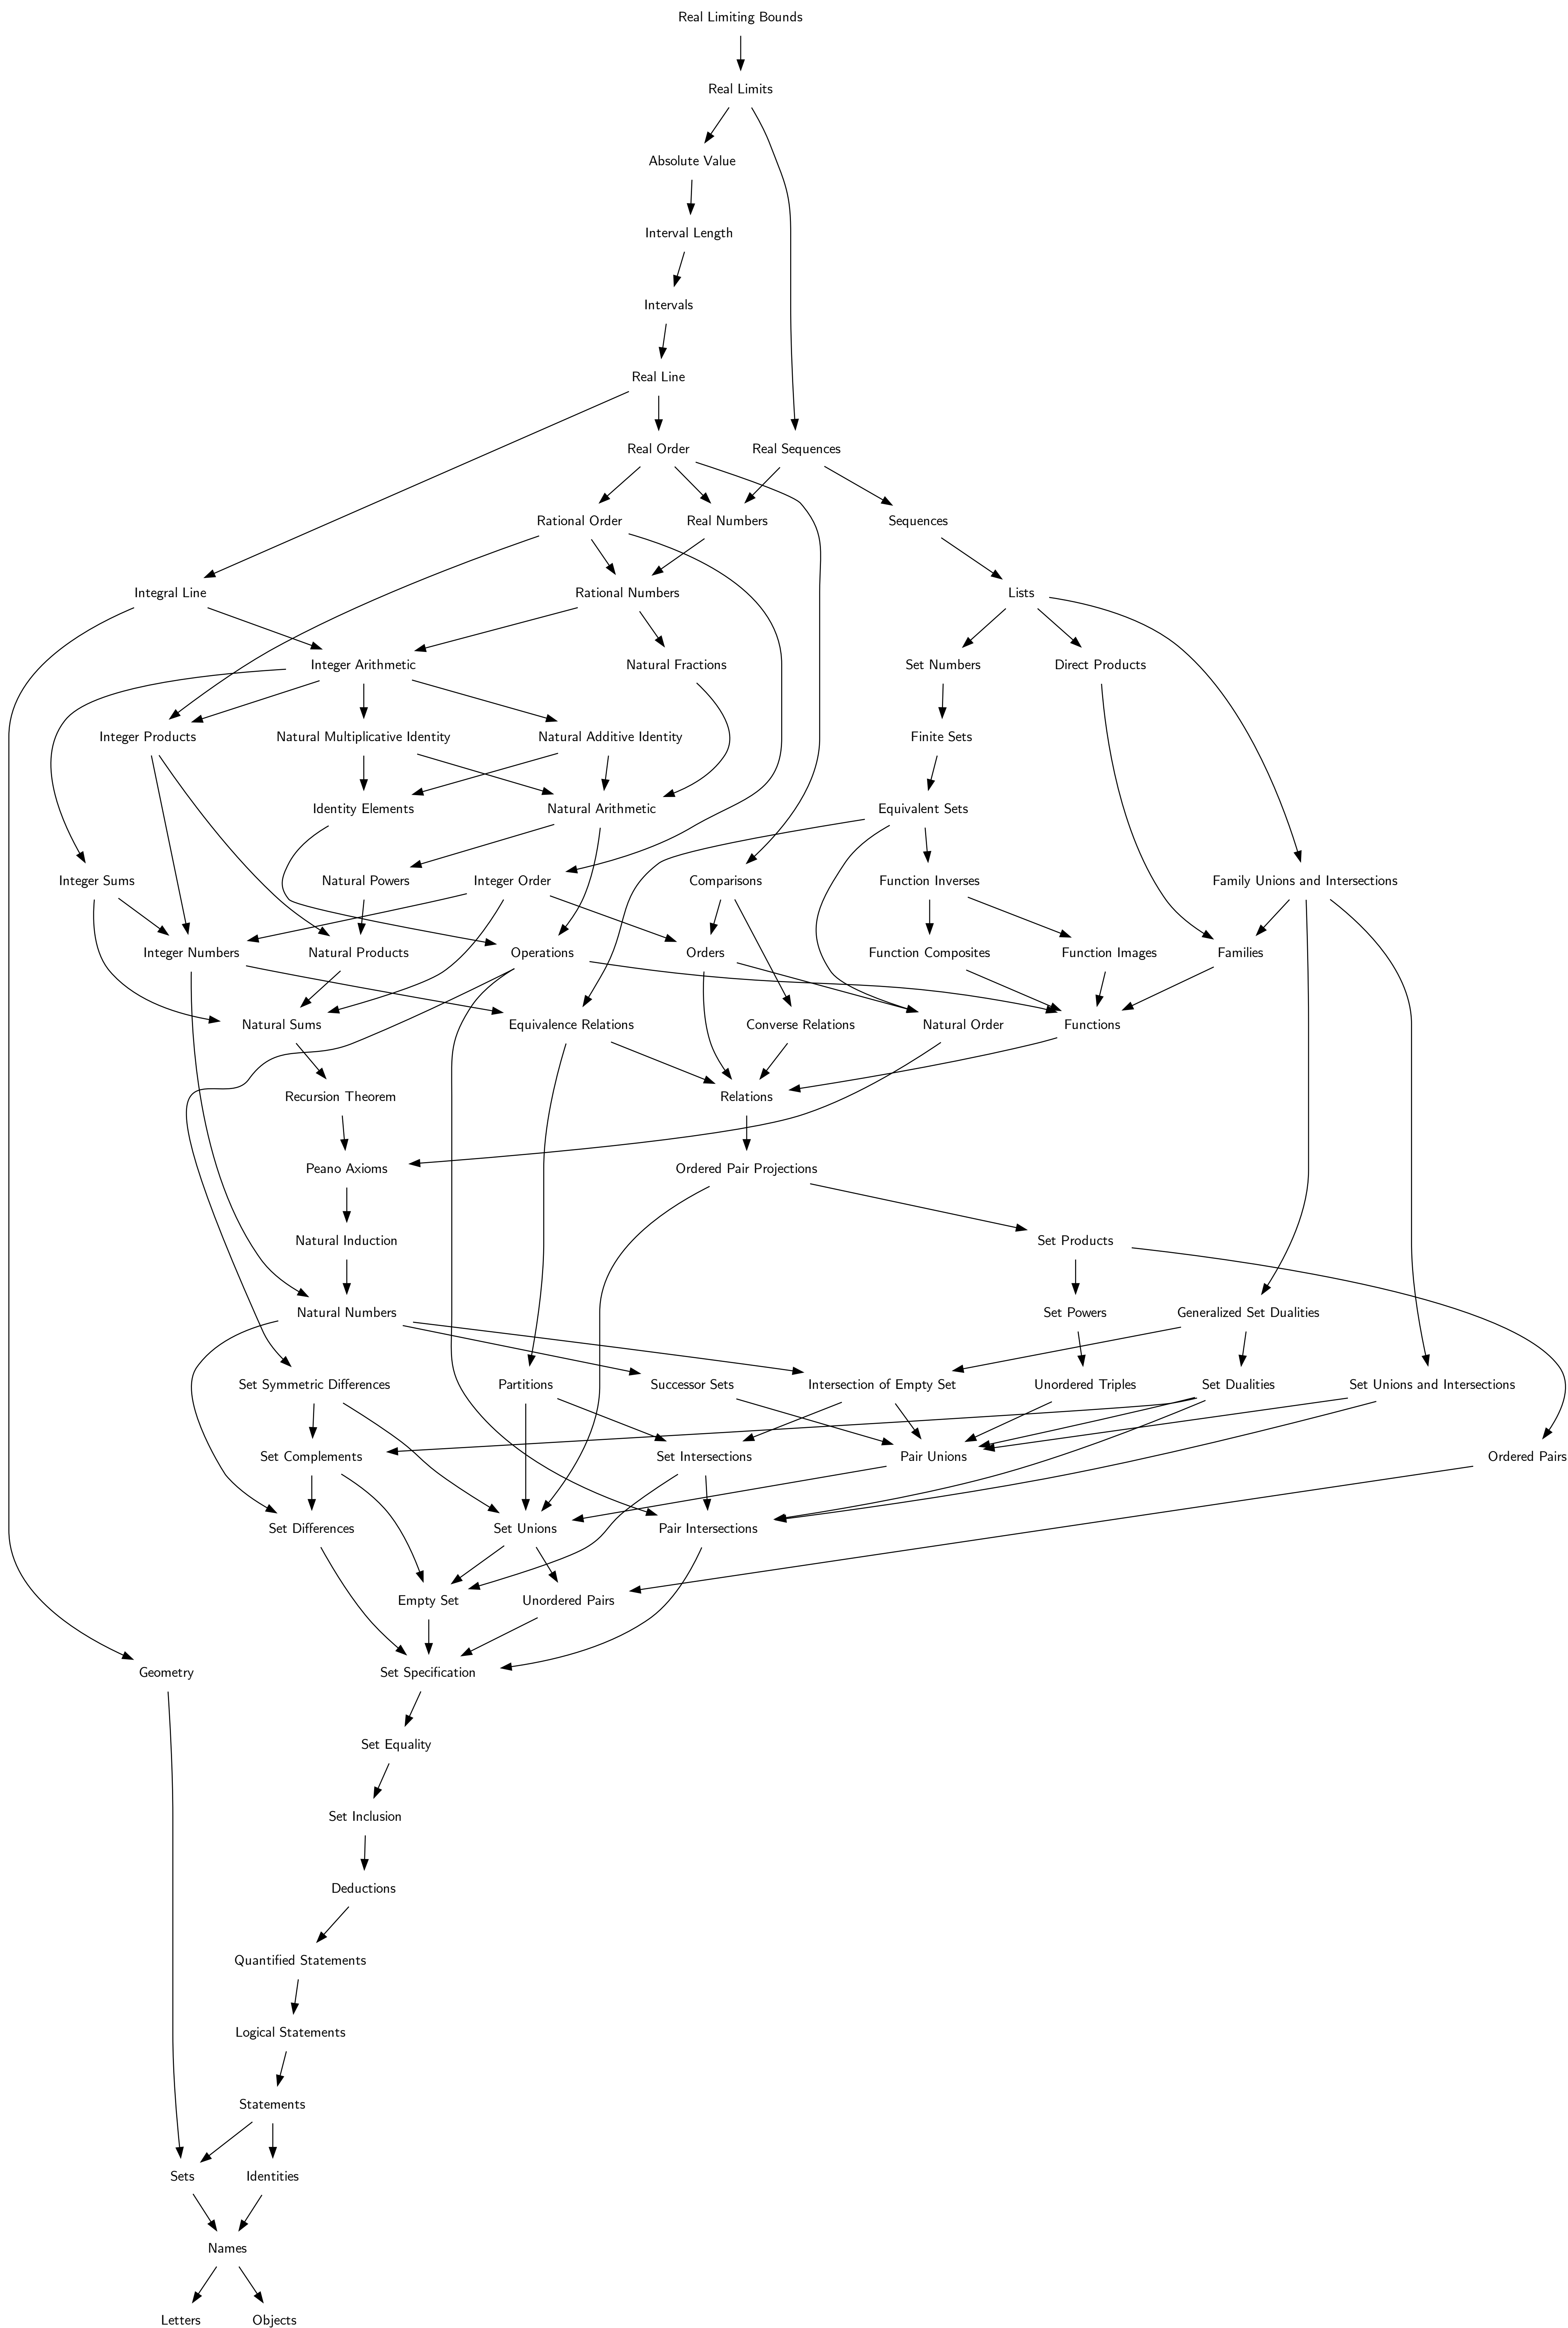 Real Limiting Bounds
Real Limits
Absolute Value
Interval Length
Intervals
Real Line
Real Order
Real Sequences
Rational Order
Real Numbers
Sequences
Integral Line
Rational Numbers
Lists
Integer Arithmetic
Natural Fractions
Set Numbers
Direct Products
Integer Products
Natural Multiplicative Identity
Natural Additive Identity
Finite Sets
Identity Elements
Natural Arithmetic
Equivalent Sets
Integer Sums
Natural Powers
Integer Order
Comparisons
Function Inverses
Family Unions and Intersections
Integer Numbers
Natural Products
Operations
Orders
Function Composites
Function Images
Families
Natural Sums
Equivalence Relations
Converse Relations
Natural Order
Functions
Recursion Theorem
Relations
Peano Axioms
Ordered Pair Projections
Natural Induction
Set Products
Natural Numbers
Set Powers
Generalized Set Dualities
Set Symmetric Differences
Partitions
Successor Sets
Intersection of Empty Set
Unordered Triples
Set Dualities
Set Unions and Intersections
Set Complements
Set Intersections
Pair Unions
Ordered Pairs
Set Differences
Set Unions
Pair Intersections
Empty Set
Unordered Pairs
Geometry
Set Specification
Set Equality
Set Inclusion
Deductions
Quantified Statements
Logical Statements
Statements
Sets
Identities
Names
Letters
Objects